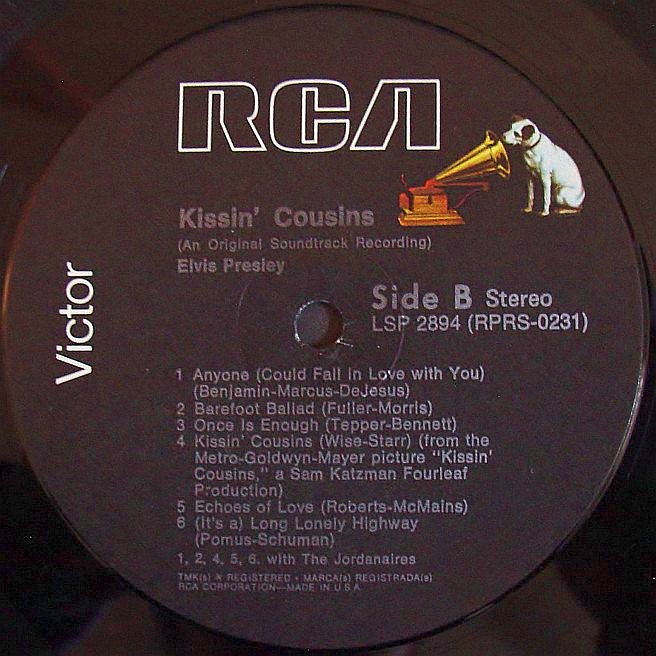 RCA
Victor
Kissin' Cousins
(An Original Soundtrack Recording)
Elvis Presley
Side B Stereo
LSP 2894 (RPRS-0231)
1 Anyone (Could Fall in Love with You)
(Benjamin-Marcus-DeJesus)
2 Barefoot Ballad (Fuller-Morris)
3 Once Is Enough (Tepper-Bennett)
4 Kissin' Cousins (Wise-Starr) (from the
Metro-Goldwyn-Mayer picture "Kissin'
Cousins," a Sam Katzman Fourleaf
Production)
5 Echoes of Love (Roberts-McMains)
6 (It's a) Long Lonely Highway
(Pomus-Schuman)
1, 2, 4, 5, 6. with The Jordanaires
TMK(s) ® REGISTERED • MARCA(s) REGISTRADA(s)
RCA CORPORATION—MADE IN U.S.A.